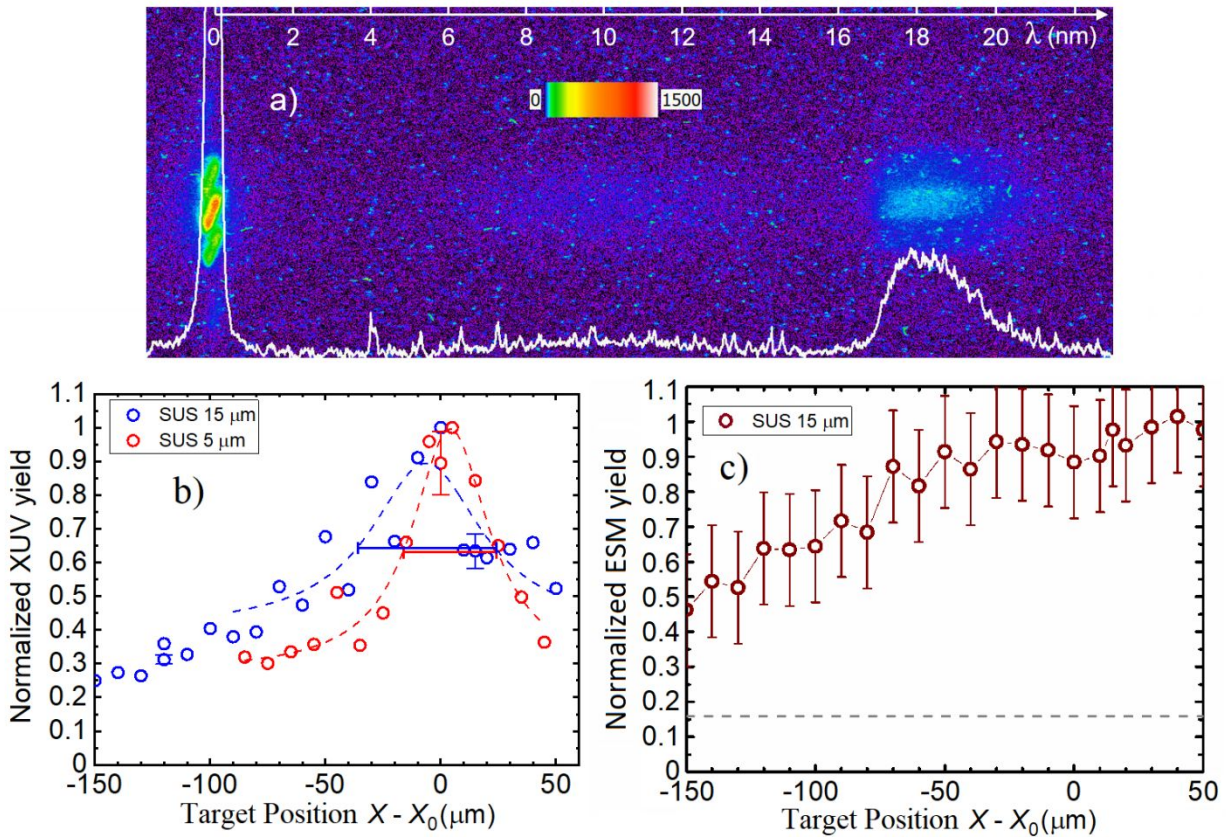 0 2 4 6 8 10 12 14 16 18 20 λ (nm)
a)
0 1500
1.1
1
0.9
0.8
0.7
0.6
0.5
0.4
0.3
0.2
0.1
0
Normalized XUV yield
SUS 15 μm
SUS 5 μm
b)
-150 -100 -50 0 50
Target Position X - X0(μm)
1.1
1
0.9
0.8
0.7
0.6
0.5
0.4
0.3
0.2
0.1
0
Normalized ESM yield
SUS 15 μm
c)
-150 -100 -50 0 50
Target Position X - X0(μm)